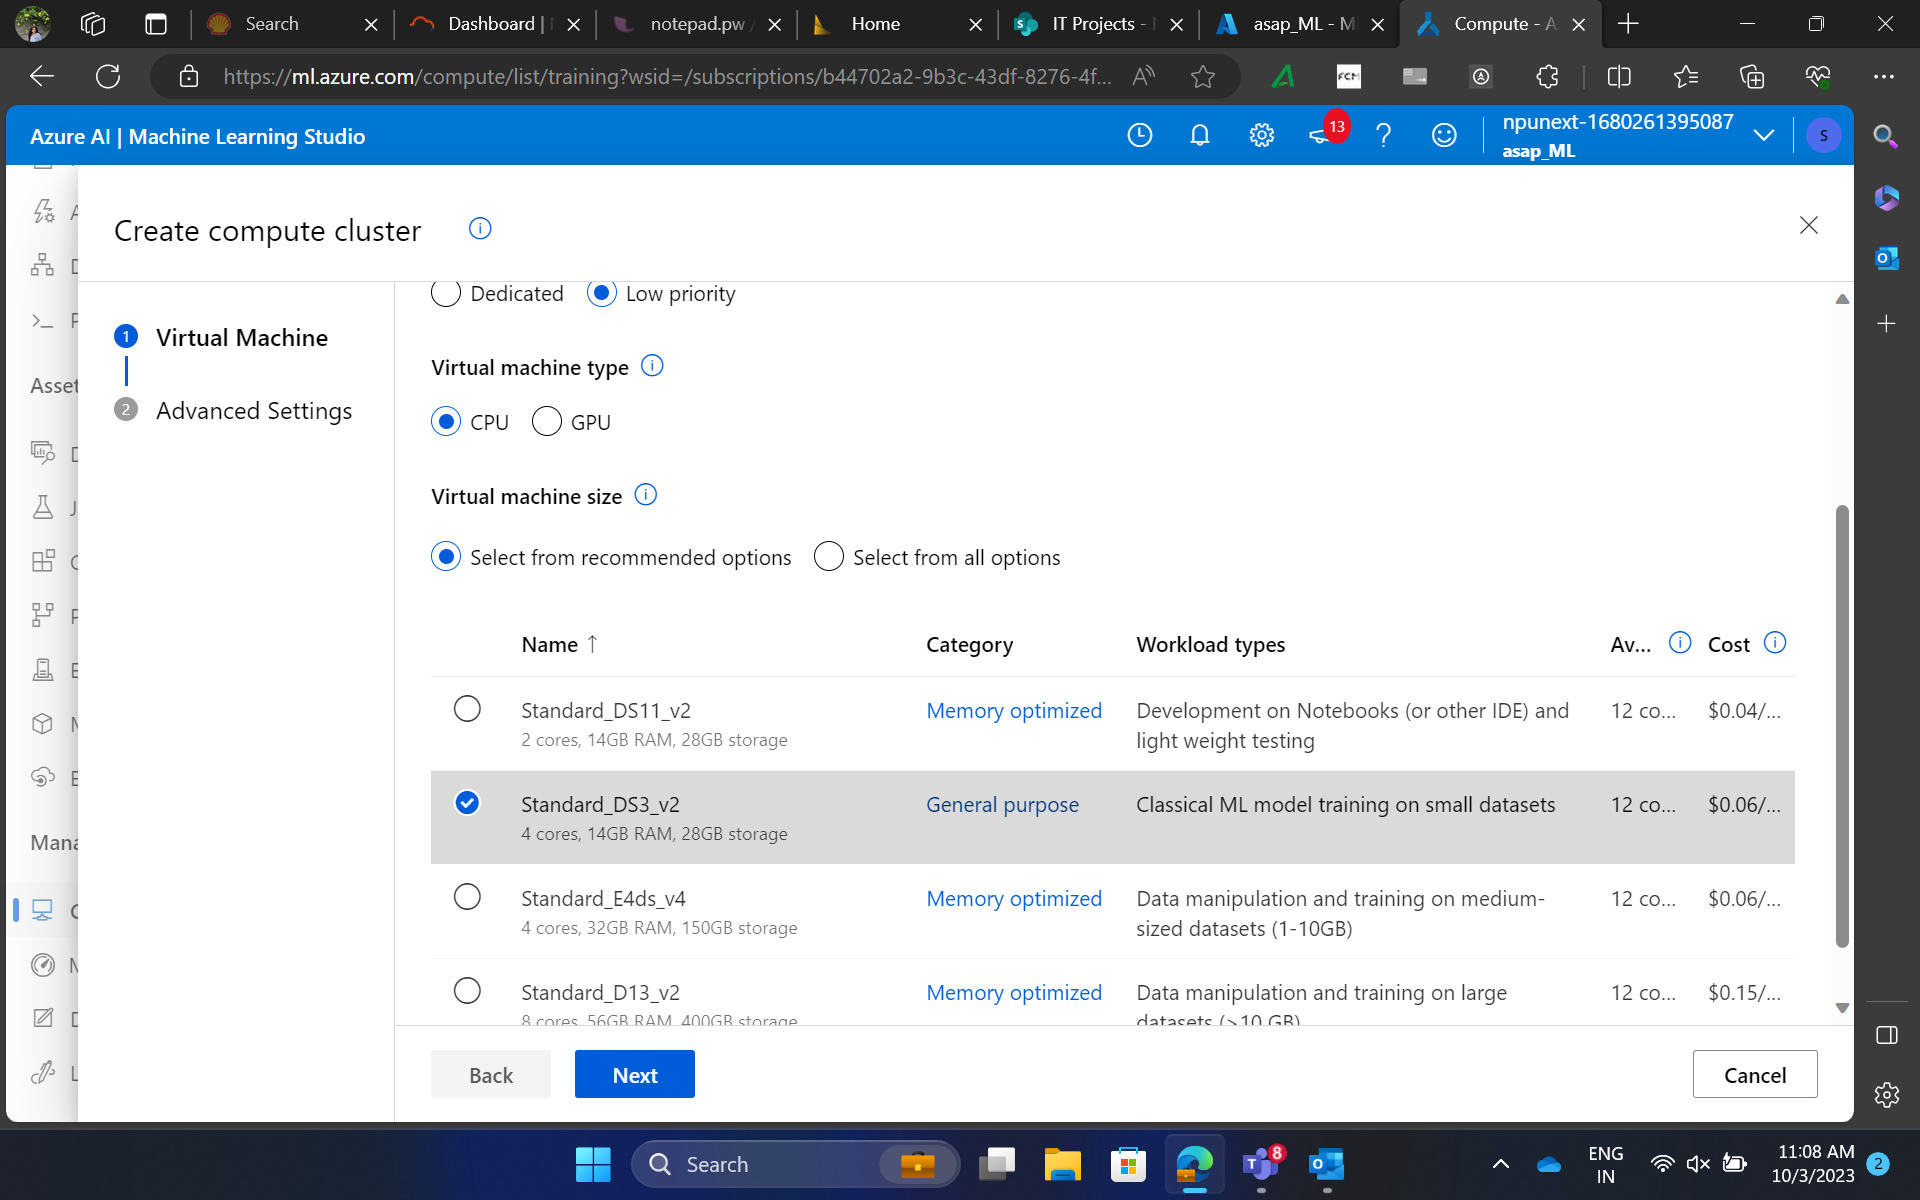 Search
Dashboard |
notepad.pw
Home
IT Projects -
asap_ML - M
Compute - A
https://ml.azure.com/compute/list/training?wsid=/subscriptions/b44702a2-9b3c-43df-8276-4f...
FCM
Azure AI | Machine Learning Studio
13
npunext-1680261395087
asap_ML
S
Create compute cluster
Dedicated
Low priority
1 Virtual Machine
2 Advanced Settings
Asset
Mana
Virtual machine type
CPU
GPU
Virtual machine size
Select from recommended options
Select from all options
Name ↑ Category Workload types Av... Cost
Standard_DS11_v2 Memory optimized Development on Notebooks (or other IDE) and 12 co... $0.04/...
2 cores, 14GB RAM, 28GB storage light weight testing
Standard_DS3_v2 General purpose Classical ML model training on small datasets 12 co... $0.06/...
4 cores, 14GB RAM, 28GB storage
Standard_E4ds_v4 Memory optimized Data manipulation and training on medium- 12 co... $0.06/...
4 cores, 32GB RAM, 150GB storage sized datasets (1-10GB)
Standard_D13_v2 Memory optimized Data manipulation and training on large 12 co... $0.15/...
8 cores, 56GB RAM, 400GB storage datasets (>10 GB)
Back
Next
Cancel
Search
8
ENG
IN
11:08 AM
10/3/2023
2